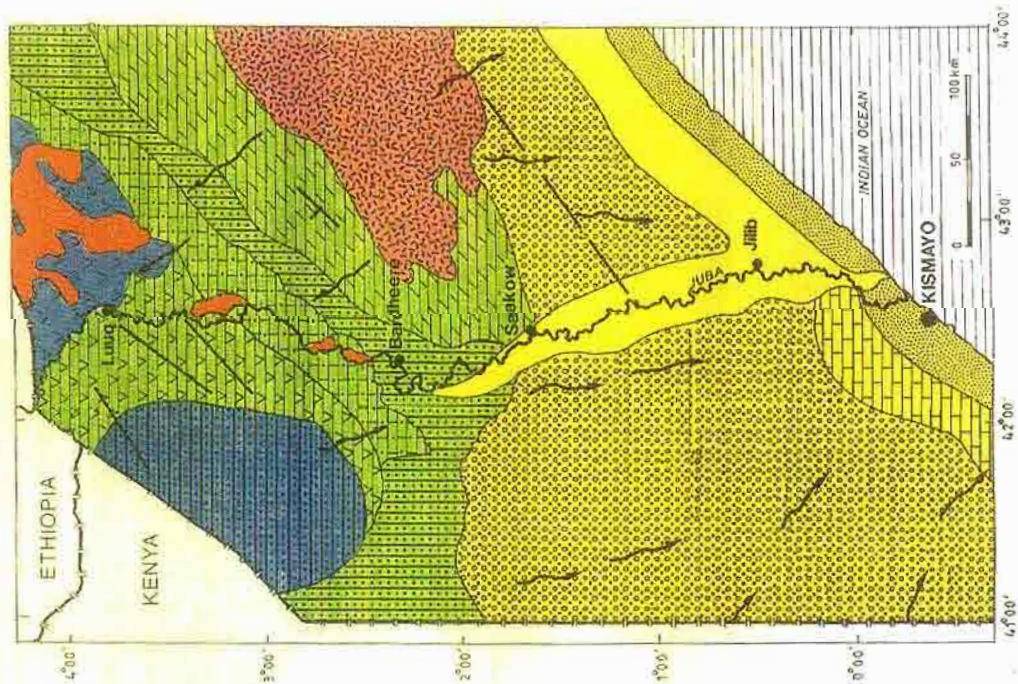 ETHIOPIA
KENYA
Luuq
Bardheere
Saakow
JUBA
Jilib
KISMAYO
INDIAN OCEAN
0 50 100 km
4°00'
3°00'
2°00'
1°00'
0°00'
41°00'
42°00'
43°00'
44°00'